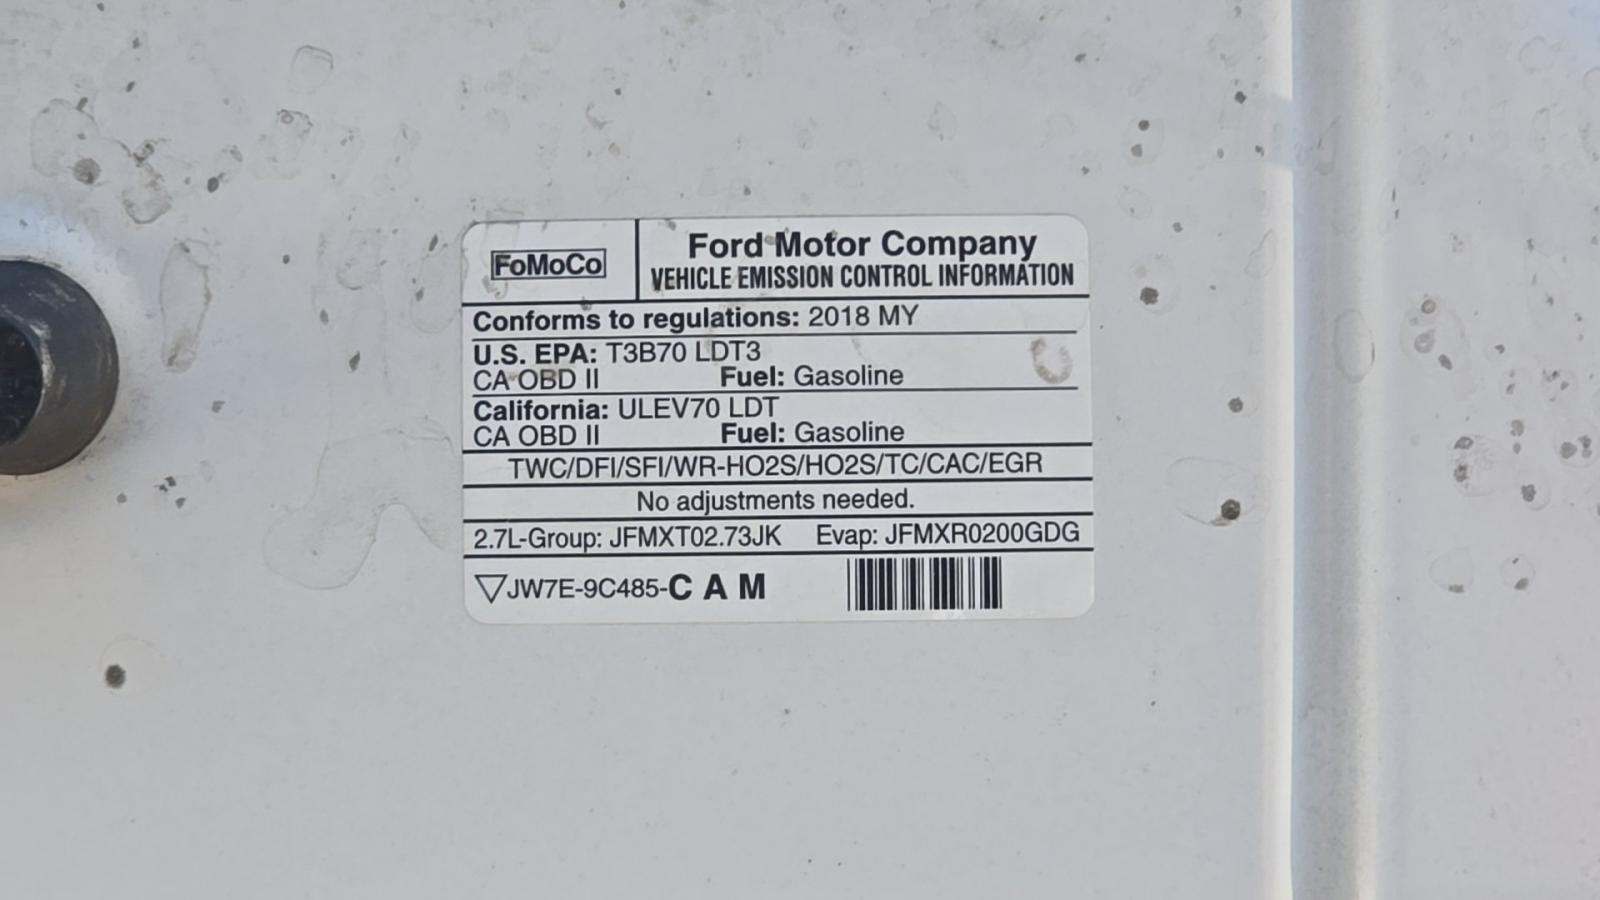 FoMoCo
Ford Motor Company
VEHICLE EMISSION CONTROL INFORMATION
Conforms to regulations: 2018 MY
U.S. EPA: T3B70 LDT3
CA OBD II Fuel: Gasoline
California: ULEV70 LDT
CA OBD II Fuel: Gasoline
TWC/DFI/SFI/WR-HO2S/HO2S/TC/CAC/EGR
No adjustments needed.
2.7L-Group: JFMXT02.73JK Evap: JFMXR0200GDG
▽JW7E-9C485-C A M